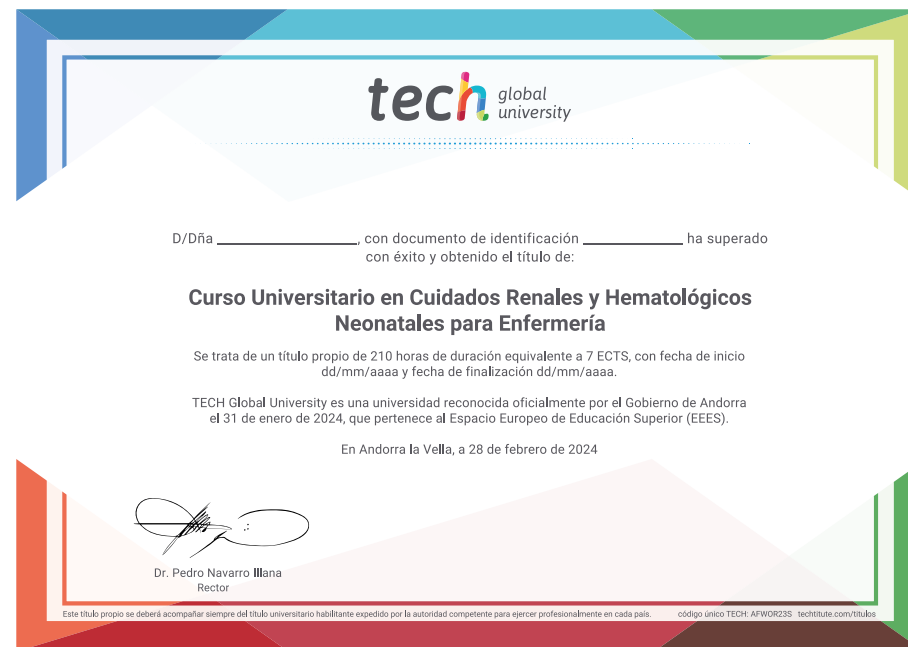 tech global university
D/Dña ____________, con documento de identificación ____________ ha superado
con éxito y obtenido el título de:
Curso Universitario en Cuidados Renales y Hematológicos
Neonatales para Enfermería
Se trata de un título propio de 210 horas de duración equivalente a 7 ECTS, con fecha de inicio
dd/mm/aaaa y fecha de finalización dd/mm/aaaa.
TECH Global University es una universidad reconocida oficialmente por el Gobierno de Andorra
el 31 de enero de 2024, que pertenece al Espacio Europeo de Educación Superior (EEES).
En Andorra la Vella, a 28 de febrero de 2024
Dr. Pedro Navarro Illana
Rector
Este título propio se deberá acompañar siempre del título universitario habilitante expedido por la autoridad competente para ejercer profesionalmente en cada país. código único TECH: AFWOR23S techtitute.com/titulos